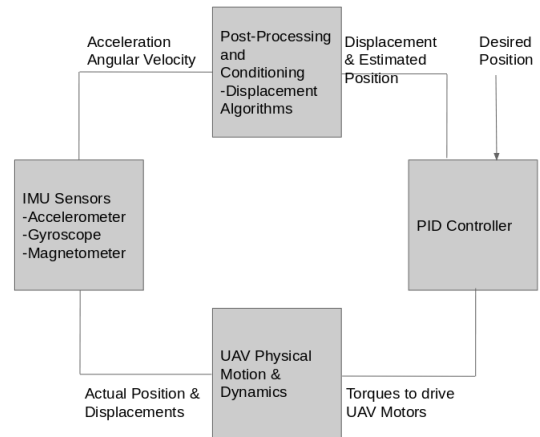 Acceleration
Angular Velocity
Post-Processing
and
Conditioning
-Displacement
Algorithms
Displacement
& Estimated
Position
Desired
Position
IMU Sensors
-Accelerometer
-Gyroscope
-Magnetometer
PID Controller
UAV Physical
Motion &
Dynamics
Actual Position &
Displacements
Torques to drive
UAV Motors